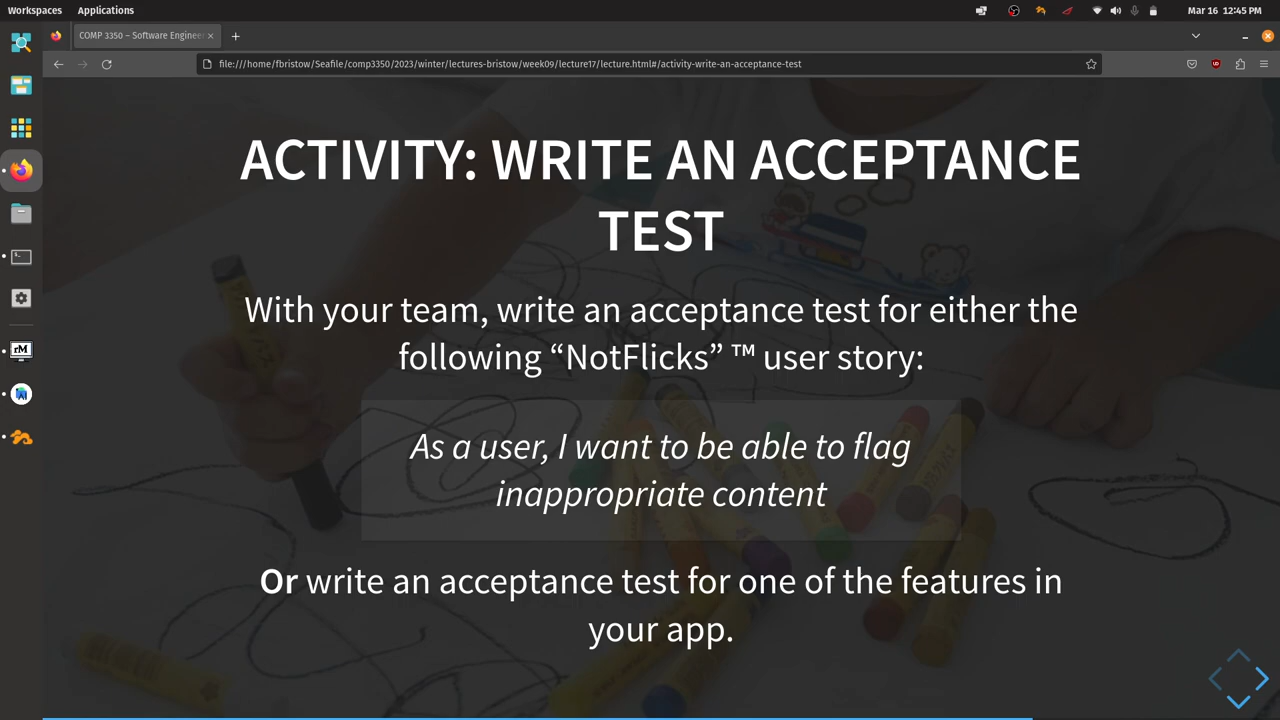 Workspaces Applications Mar 16 12:45 PM
COMP 3350 – Software Enginee
file:///home/fbristow/Seafile/comp3350/2023/winter/lectures-bristow/week09/lecture17/lecture.html#/activity-write-an-acceptance-test
ACTIVITY: WRITE AN ACCEPTANCE
TEST
With your team, write an acceptance test for either the
following “NotFlicks” ™ user story:
As a user, I want to be able to flag
inappropriate content
Or write an acceptance test for one of the features in
your app.
rM